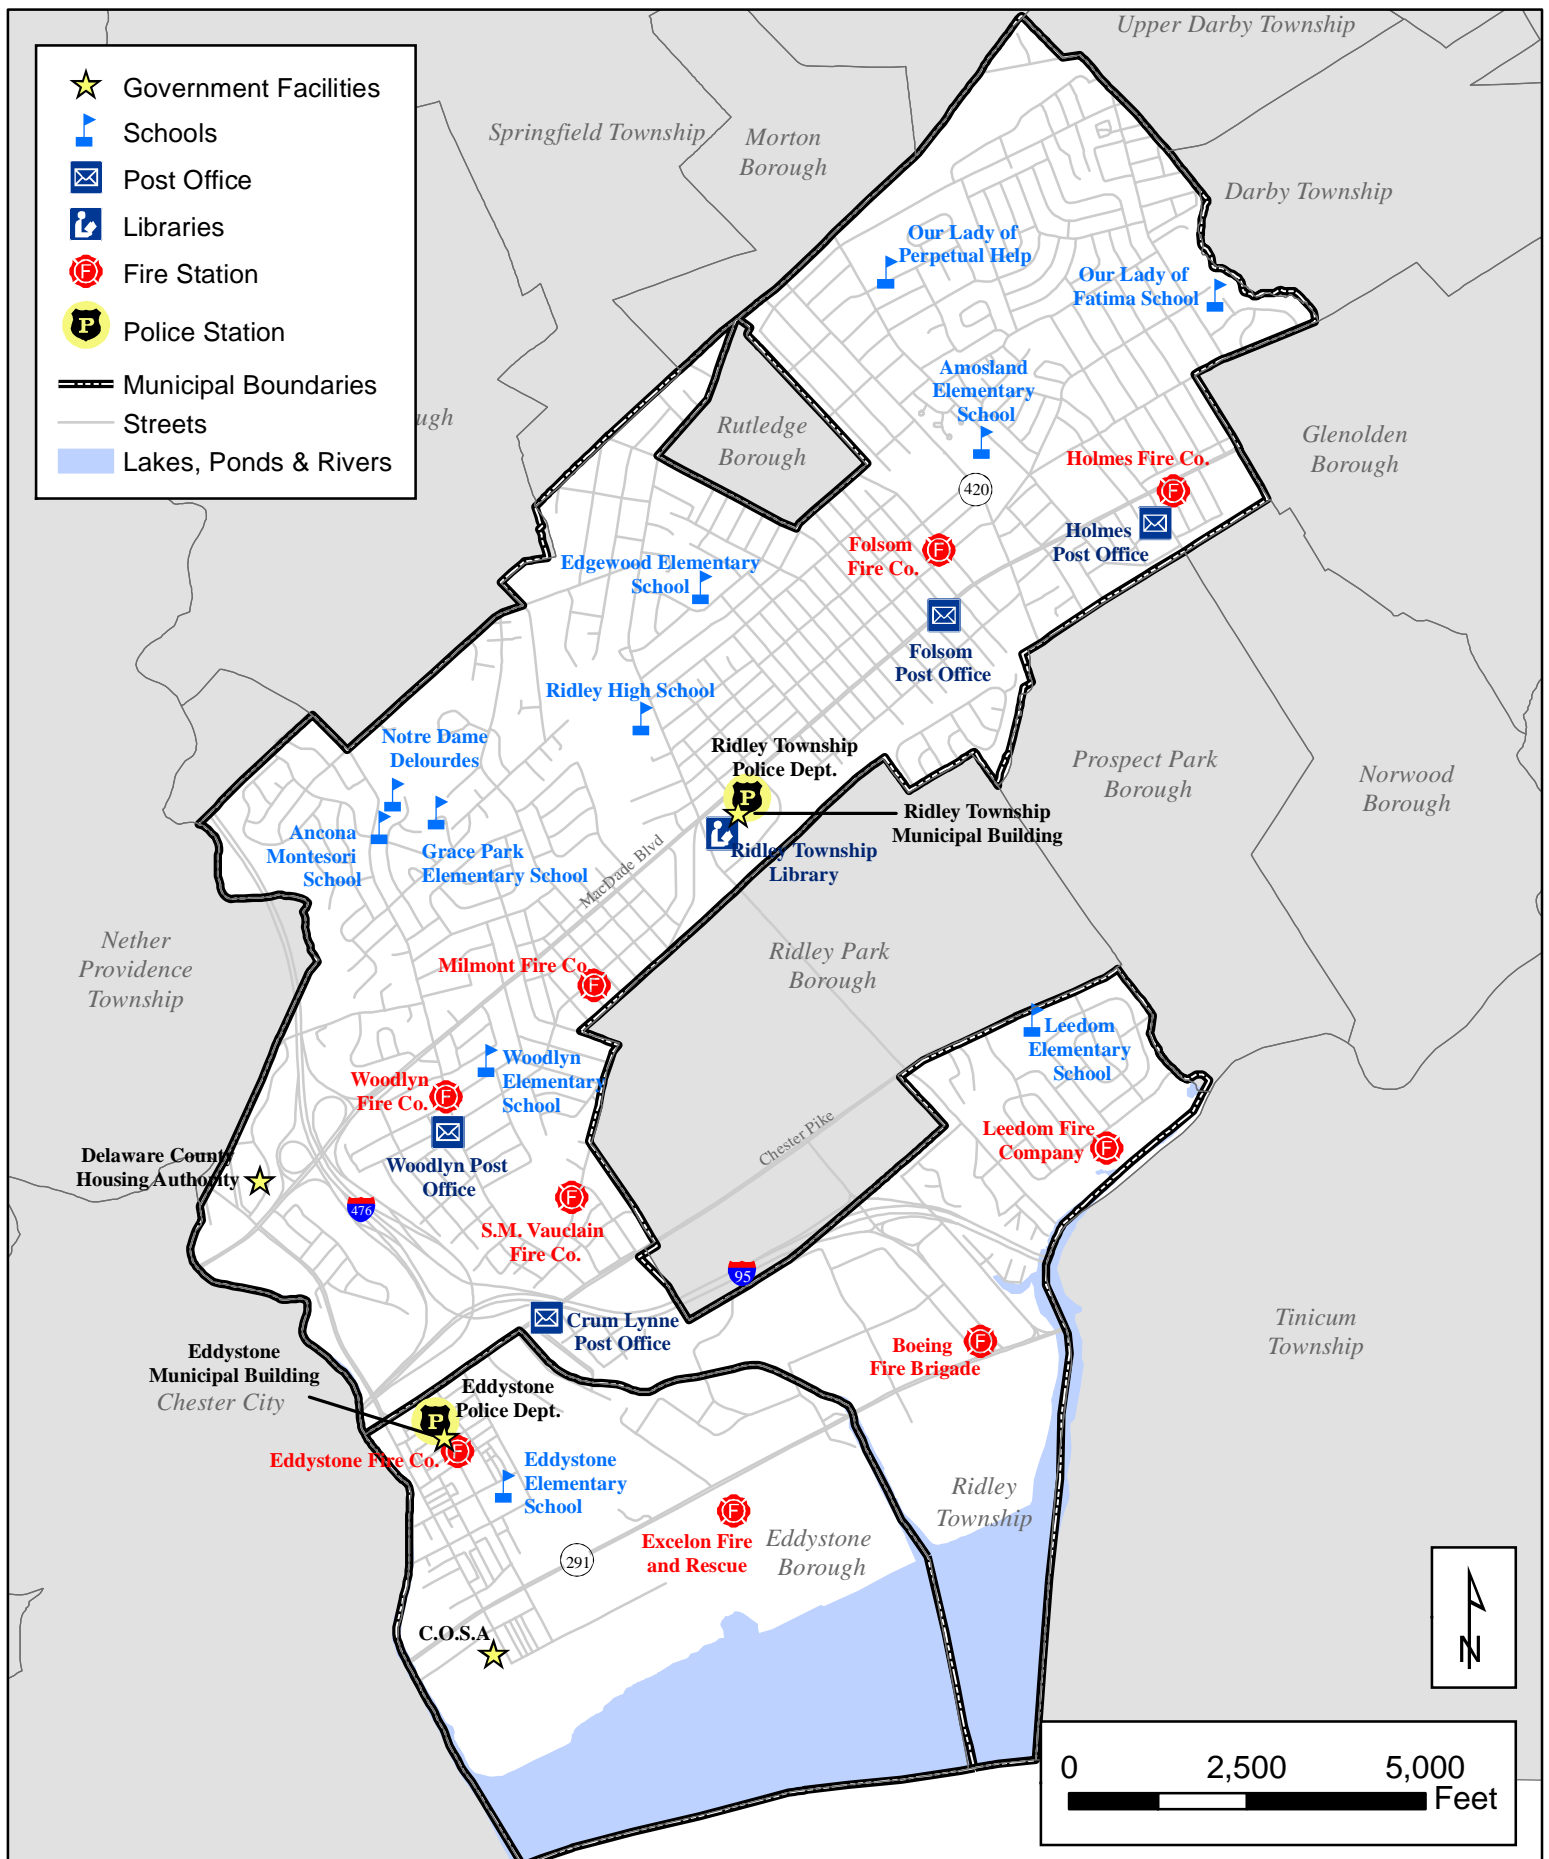 Upper Darby Township
Government Facilities
Schools
Post Office
Libraries
Fire Station
Police Station
Municipal Boundaries
Streets
Lakes, Ponds & Rivers
Springfield Township
Morton
Borough
Darby Township
Our Lady of
Perpetual Help
Our Lady of
Fatima School
Amosland
Elementary
School
ugh
Rutledge
Borough
Glenolden
Borough
Holmes Fire Co.
420
Holmes
Post Office
Folsom
Fire Co.
Edgewood Elementary
School
Folsom
Post Office
Ridley High School
Notre Dame
Delourdes
Ridley Township
Police Dept.
Prospect Park
Borough
Norwood
Borough
Ridley Township
Municipal Building
Ancona
Montesori
School
Grace Park
Elementary School
MacDade Blvd
Ridley Township
Library
Nether
Providence
Township
Ridley Park
Borough
Milmont Fire Co.
Leedom
Elementary
School
Woodlyn
Elementary
School
Woodlyn
Fire Co.
Chester Pike
Leedom Fire
Company
Delaware County
Housing Authority
Woodlyn Post
Office
476
S.M. Vauclain
Fire Co.
95
Crum Lynne
Post Office
Tinicum
Township
Boeing
Fire Brigade
Eddystone
Municipal Building
Chester City
Eddystone
Police Dept.
Eddystone Fire Co.
Eddystone
Elementary
School
Ridley
Township
Excelon Fire
and Rescue
Eddystone
Borough
291
C.O.S.A
N
0 2,500 5,000
Feet
P
P
F
F
F
F
F
F
F
F
F
F
P